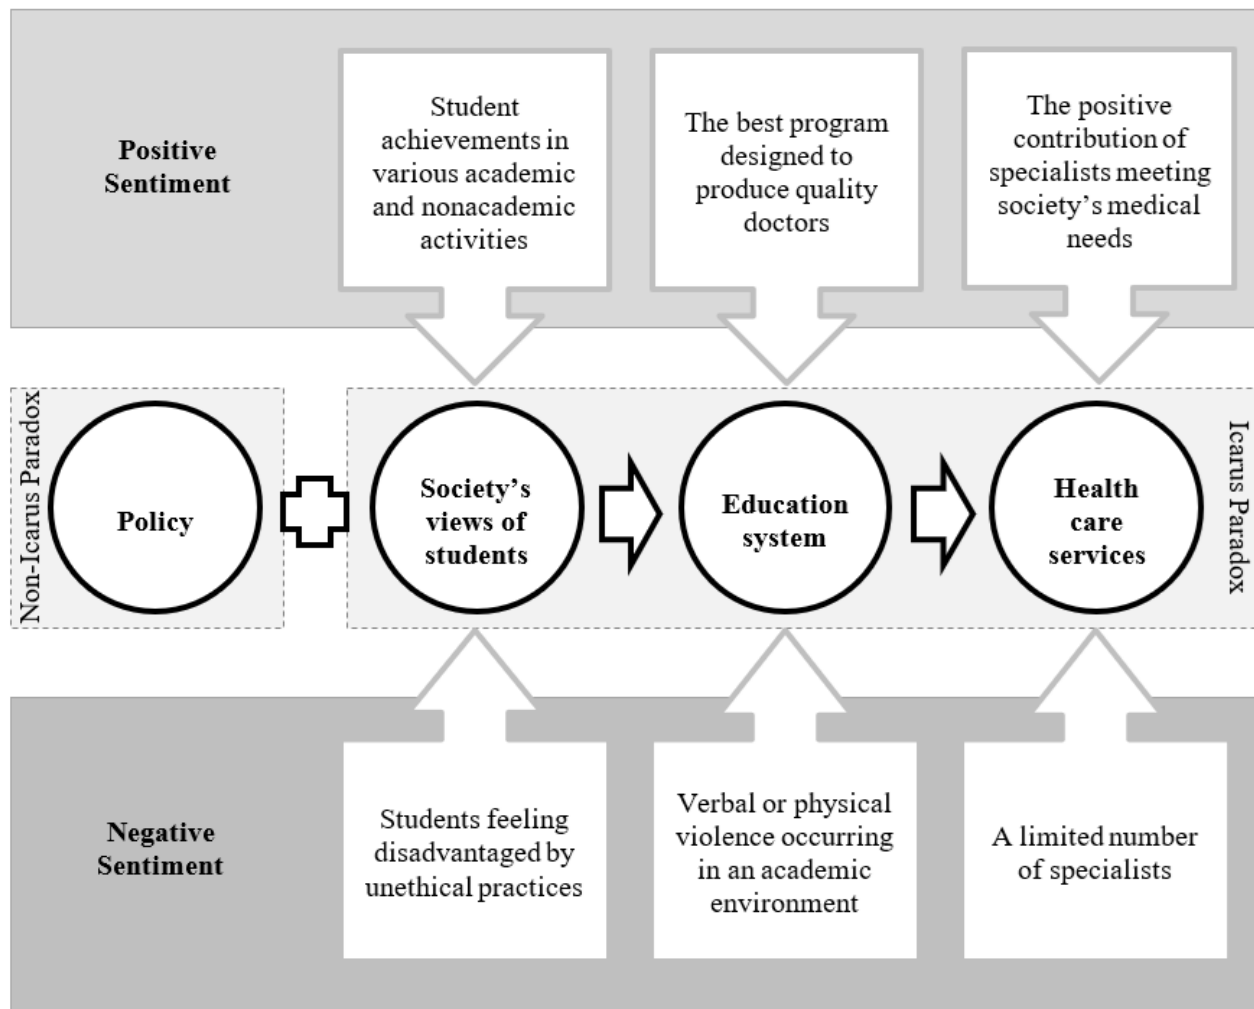 Positive
Sentiment
Student
achievements in
various academic
and nonacademic
activities
The best program
designed to
produce quality
doctors
The positive
contribution of
specialists meeting
society’s medical
needs
Non-Icarus Paradox
Policy
Society’s
views of
students
Education
system
Health
care
services
Icarus Paradox
Negative
Sentiment
Students feeling
disadvantaged by
unethical practices
Verbal or physical
violence occurring
in an academic
environment
A limited number
of specialists